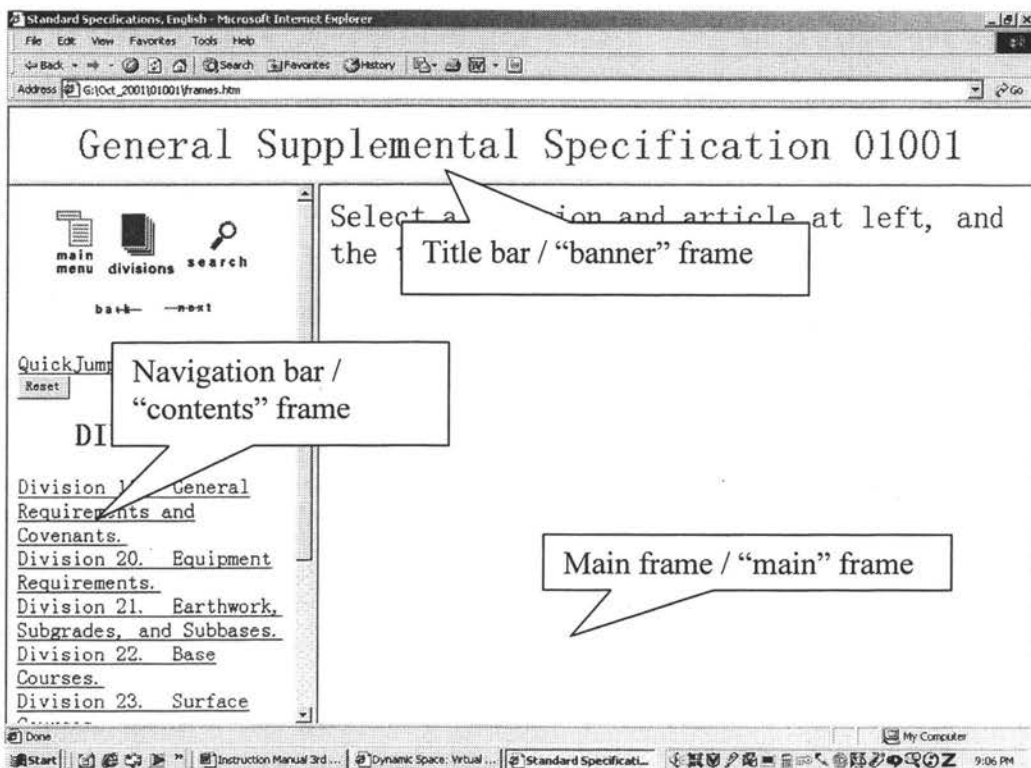 Standard Specifications, English - Microsoft Internet Explorer
File Edit View Favorites Tools Help
Back Search Favorites History
Address G:\Oct_2001\01001\frames.htm Go
General Supplemental Specification 01001
main menu
divisions
search
back next
QuickJump
Reset
DI
Division 1 General
Requirements and
Covenants.
Division 20. Equipment
Requirements.
Division 21. Earthwork,
Subgrades, and Subbases.
Division 22. Base
Courses.
Division 23. Surface
Select a ion and article at left, and
the
Title bar / “banner” frame
Navigation bar /
“contents” frame
Main frame / “main” frame
Done My Computer
Start Instruction Manual 3rd ... Dynamic Space: Virtual ... Standard Specificati... 9:06 PM